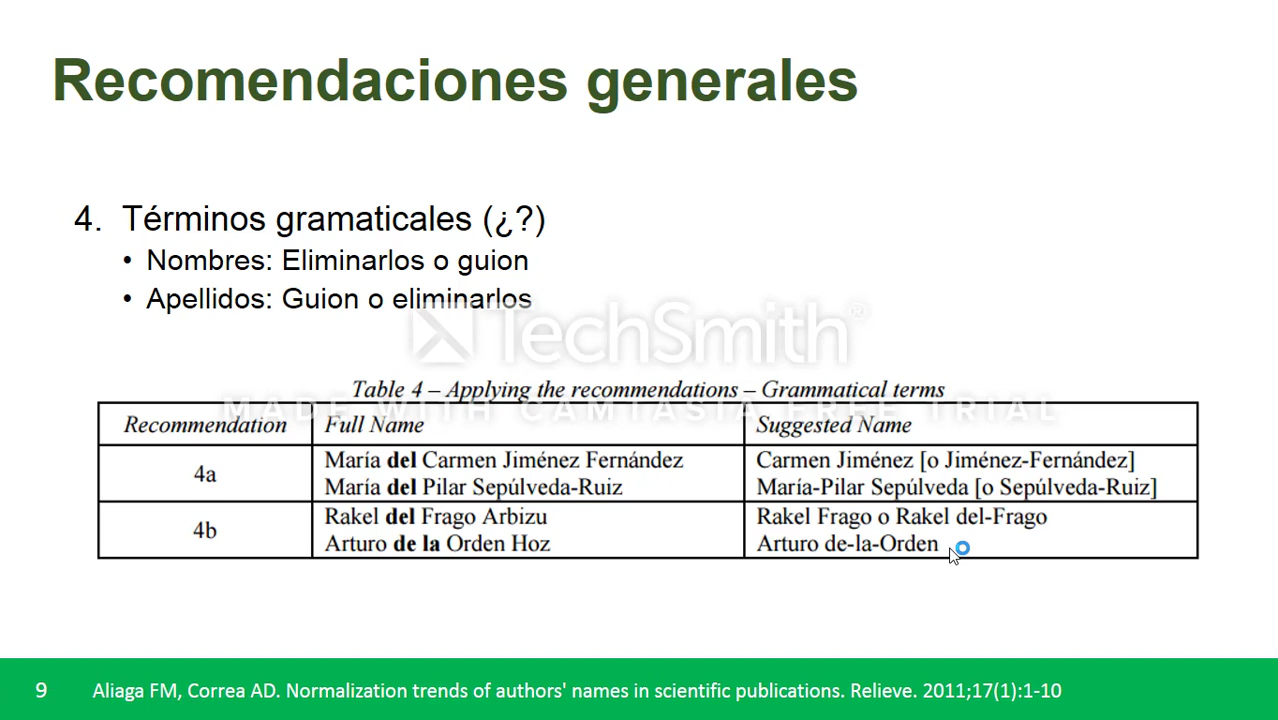 Recomendaciones generales
4. Términos gramaticales (¿?)
• Nombres: Eliminarlos o guion
• Apellidos: Guion o eliminarlos
TechSmith®
MADE WITH CAMTASIA FREE TRIAL
Table 4 – Applying the recommendations – Grammatical terms
Recommendation Full Name Suggested Name
4a
María del Carmen Jiménez Fernández Carmen Jiménez [o Jiménez-Fernández]
María del Pilar Sepúlveda-Ruiz María-Pilar Sepúlveda [o Sepúlveda-Ruiz]
4b
Rakel del Frago Arbizu Rakel Frago o Rakel del-Frago
Arturo de la Orden Hoz Arturo de-la-Orden
9 Aliaga FM, Correa AD. Normalization trends of authors' names in scientific publications. Relieve. 2011;17(1):1-10